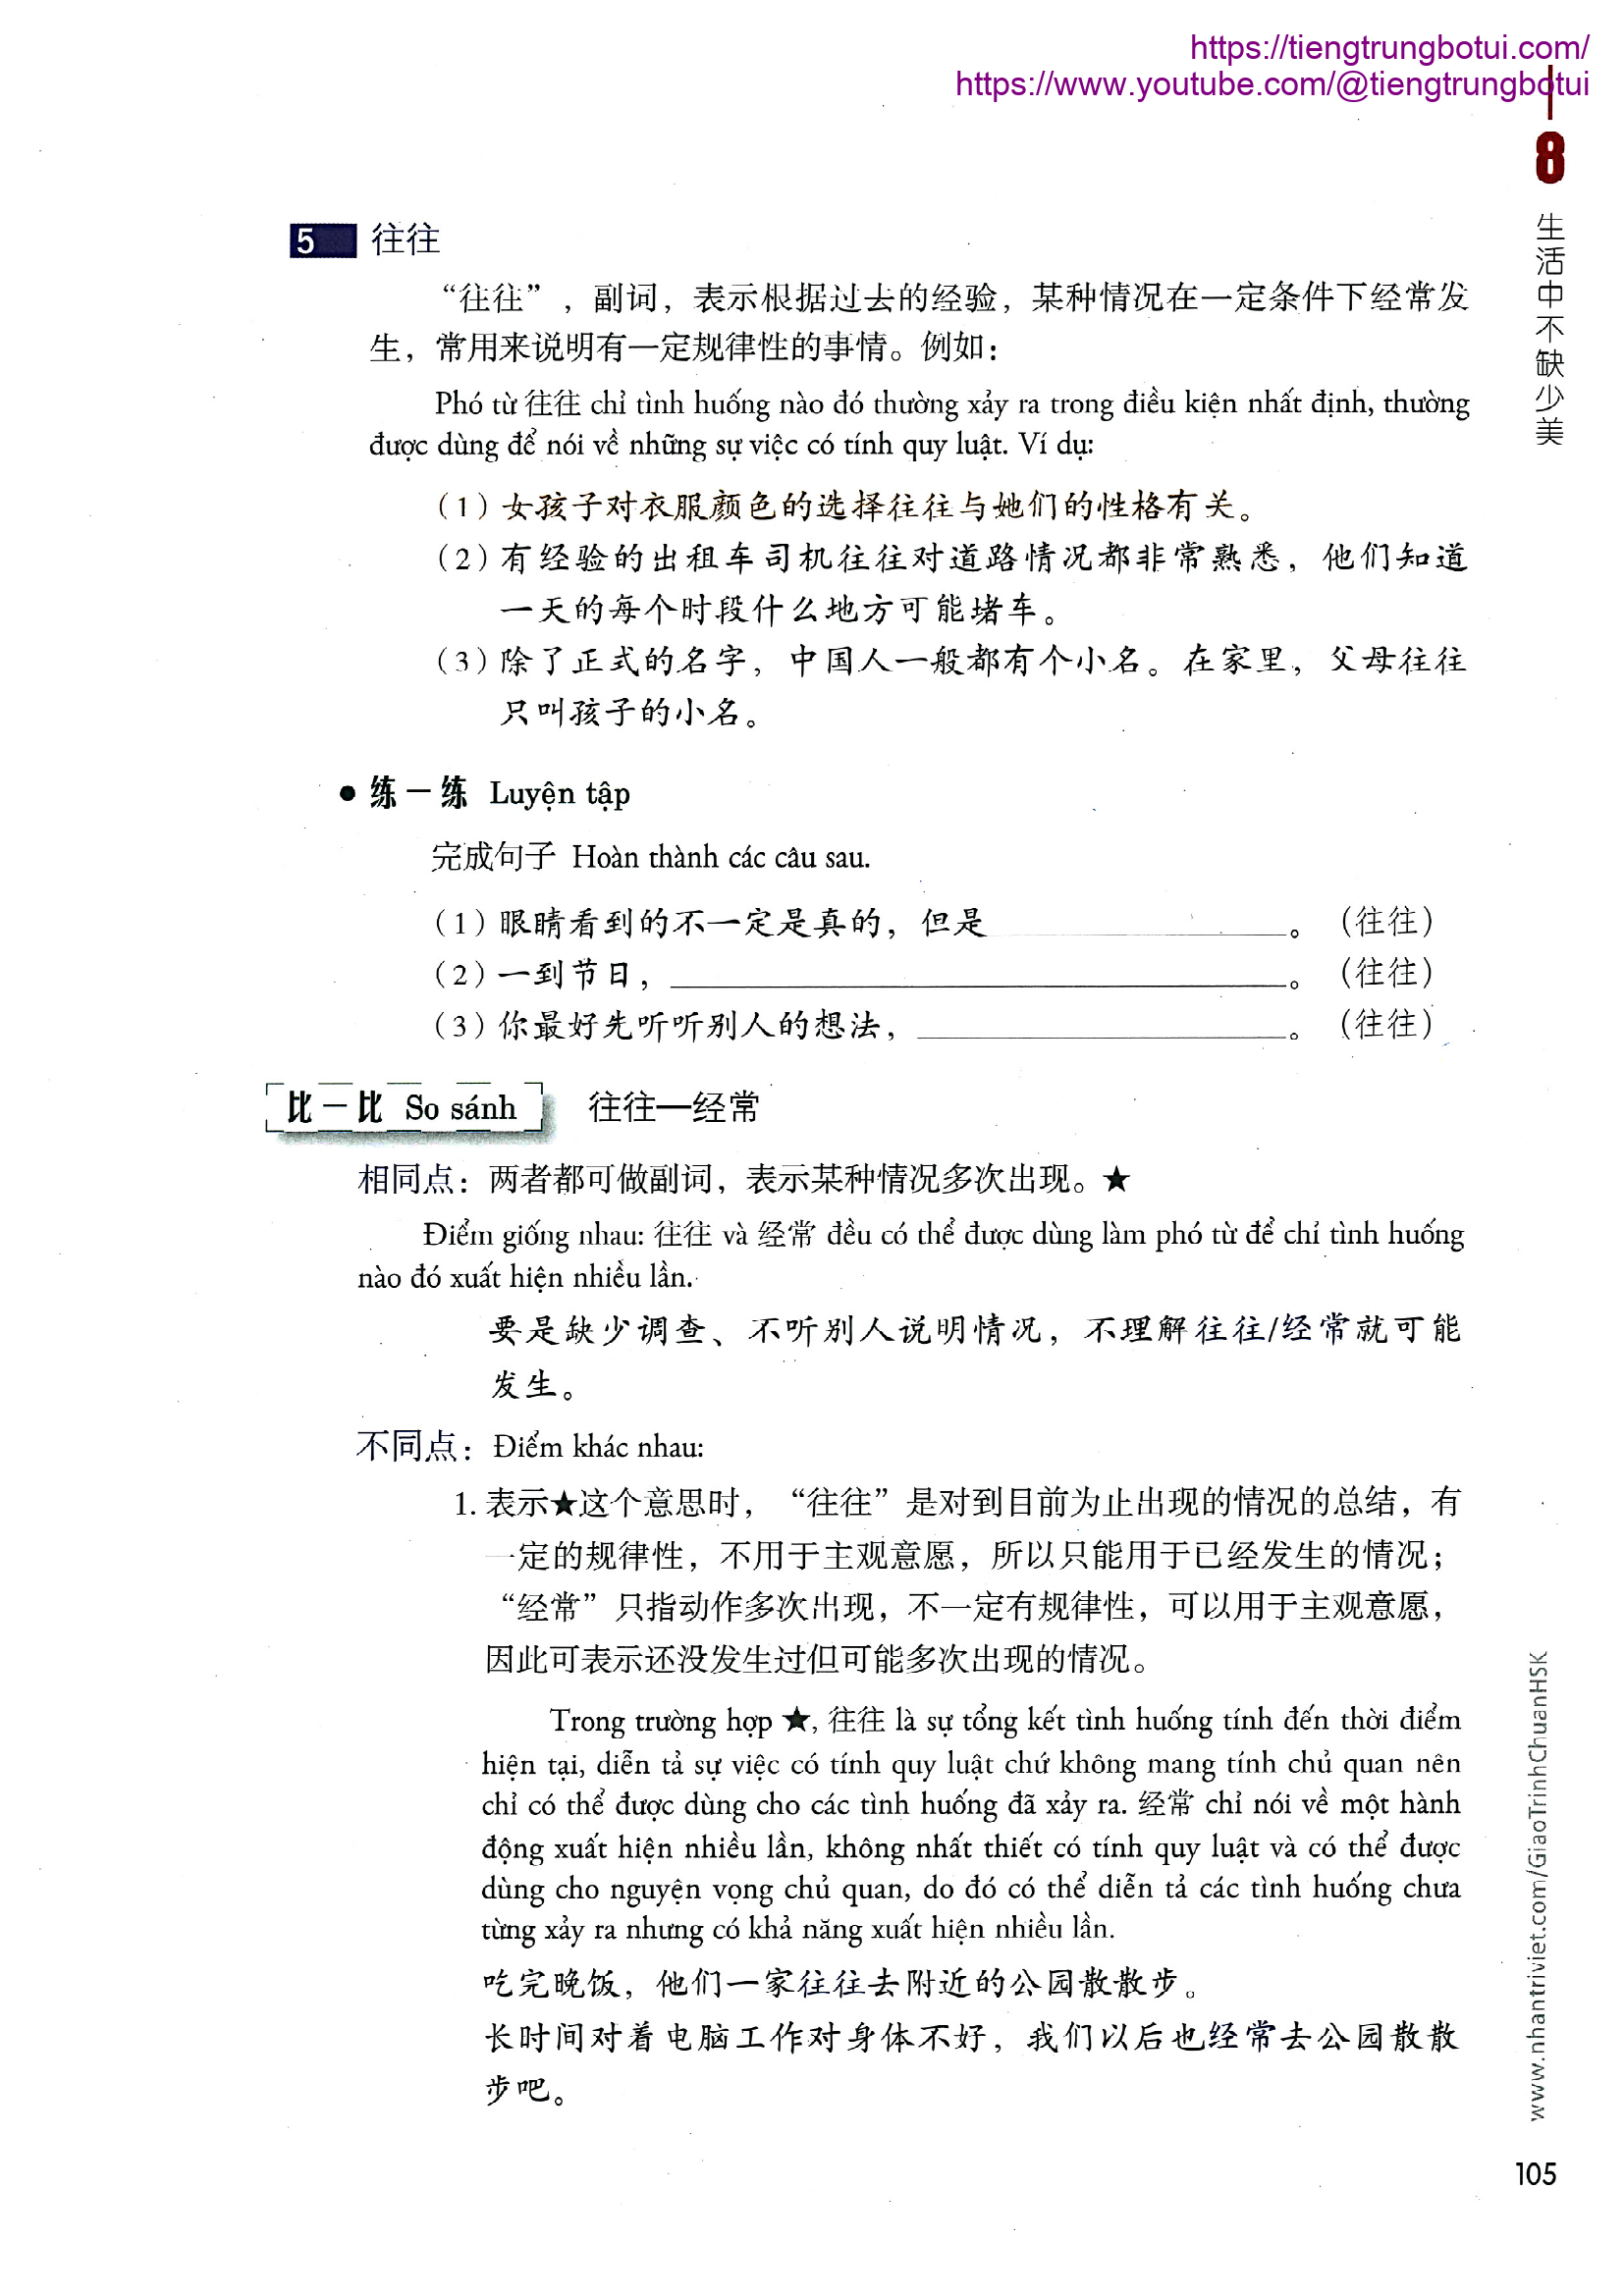 https://tiengtrungbotui.com/
https://www.youtube.com/@tiengtrungbotui
8
生活中不缺少美
5 往往
“往往”，副词，表示根据过去的经验，某种情况在一定条件下经常发
生，常用来说明有一定规律性的事情。例如：
Phó từ 往往 chỉ tình huống nào đó thường xảy ra trong điều kiện nhất định, thường
được dùng để nói về những sự việc có tính quy luật. Ví dụ:
（1）女孩子对衣服颜色的选择往往与她们的性格有关。
（2）有经验的出租车司机往往对道路情况都非常熟悉，他们知道
一天的每个时段什么地方可能堵车。
（3）除了正式的名字，中国人一般都有个小名。在家里，父母往往
只叫孩子的小名。
● 练一练 Luyện tập
完成句子 Hoàn thành các câu sau.
（1）眼睛看到的不一定是真的，但是____________________。（往往）
（2）一到节日，________________________________________。（往往）
（3）你最好先听听别人的想法，________________________。（往往）
比一比 So sánh 往往—经常
相同点：两者都可做副词，表示某种情况多次出现。★
Điểm giống nhau: 往往 và 经常 đều có thể được dùng làm phó từ để chỉ tình huống
nào đó xuất hiện nhiều lần.
要是缺少调查、不听别人说明情况，不理解往往/经常就可能
发生。
不同点：Điểm khác nhau:
1. 表示★这个意思时，“往往”是对到目前为止出现的情况的总结，有
一定的规律性，不用于主观意愿，所以只能用于已经发生的情况；
“经常”只指动作多次出现，不一定有规律性，可以用于主观意愿，
因此可表示还没发生过但可能多次出现的情况。
Trong trường hợp ★, 往往 là sự tổng kết tình huống tính đến thời điểm
hiện tại, diễn tả sự việc có tính quy luật chứ không mang tính chủ quan nên
chỉ có thể được dùng cho các tình huống đã xảy ra. 经常 chỉ nói về một hành
động xuất hiện nhiều lần, không nhất thiết có tính quy luật và có thể được
dùng cho nguyện vọng chủ quan, do đó có thể diễn tả các tình huống chưa
từng xảy ra nhưng có khả năng xuất hiện nhiều lần.
吃完晚饭，他们一家往往去附近的公园散散步。
长时间对着电脑工作对身体不好，我们以后也经常去公园散散
步吧。
www.nhantriviet.com/GiaoTrinhChuanHSK
105